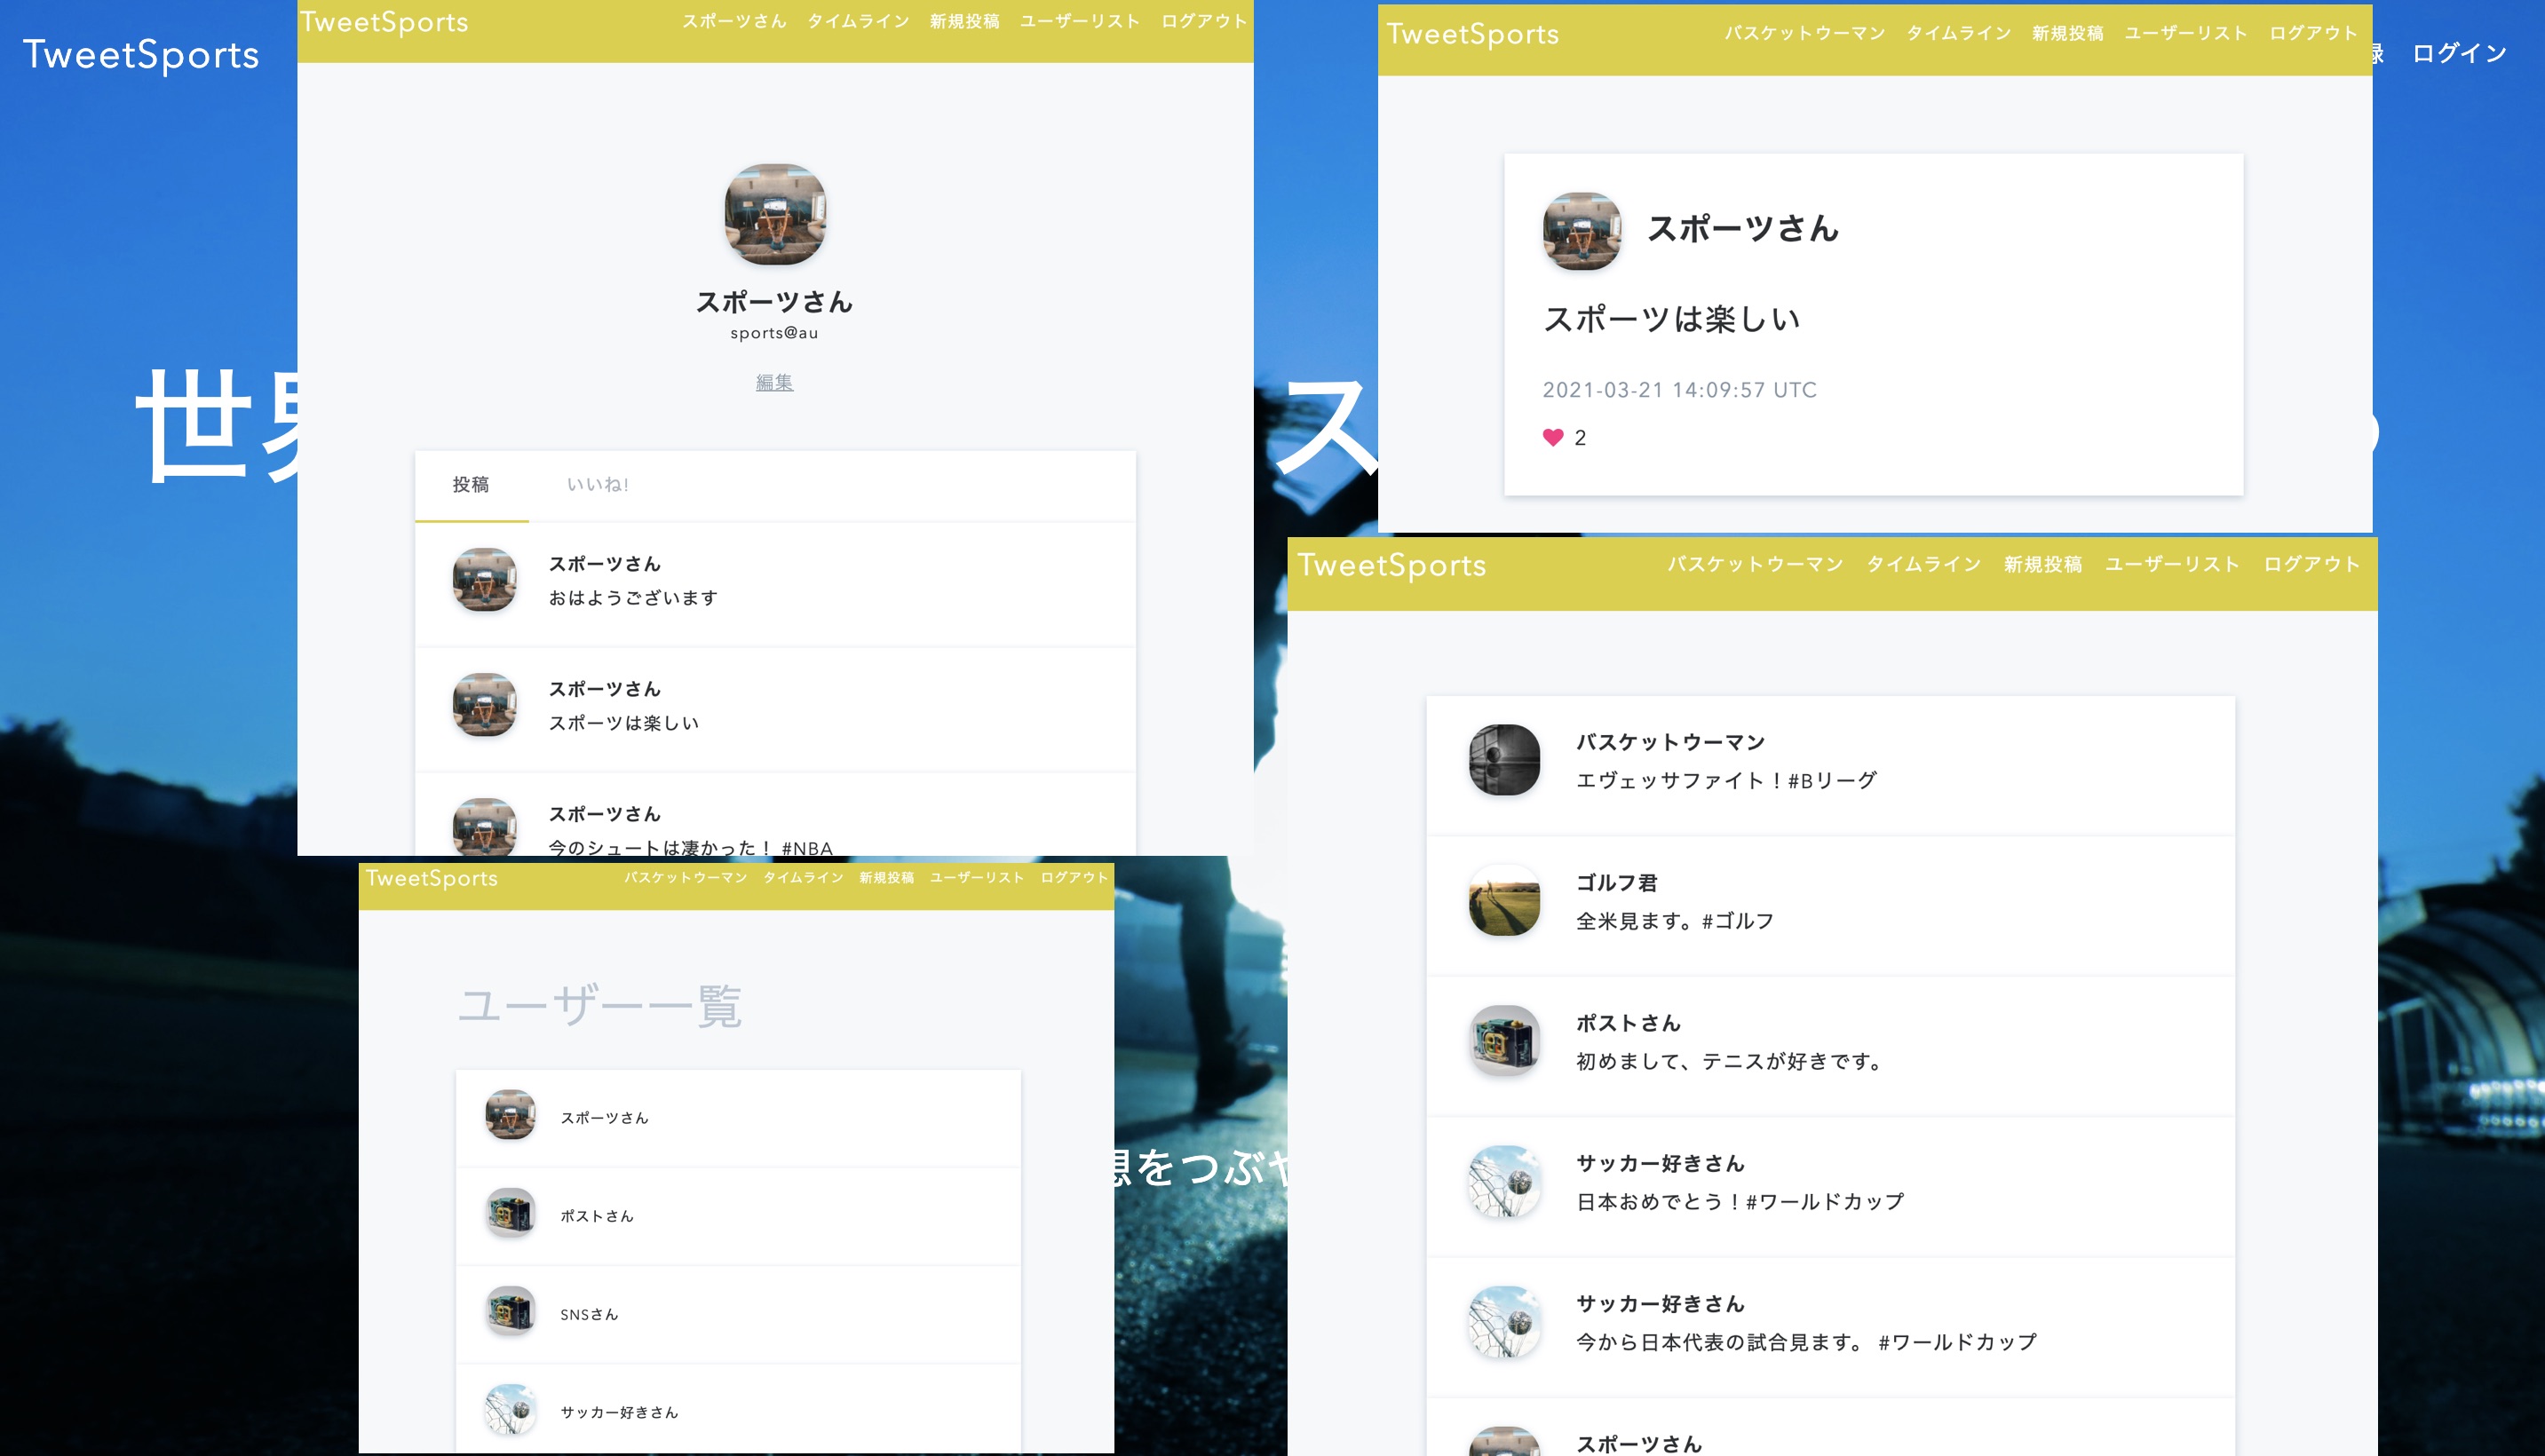 TweetSports
ログイン
世
ス
想をつぶや
TweetSports
スポーツさん タイムライン 新規投稿 ユーザーリスト ログアウト
スポーツさん
sports@au
編集
投稿 いいね!
スポーツさん
おはようございます
スポーツさん
スポーツは楽しい
スポーツさん
今のシュートは凄かった！ #NBA
TweetSports
バスケットウーマン タイムライン 新規投稿 ユーザーリスト ログアウト
スポーツさん
スポーツは楽しい
2021-03-21 14:09:57 UTC
2
TweetSports
バスケットウーマン タイムライン 新規投稿 ユーザーリスト ログアウト
ユーザー一覧
スポーツさん
ポストさん
SNSさん
サッカー好きさん
TweetSports
バスケットウーマン タイムライン 新規投稿 ユーザーリスト ログアウト
バスケットウーマン
エヴェッサファイト！#Bリーグ
ゴルフ君
全米見ます。#ゴルフ
ポストさん
初めまして、テニスが好きです。
サッカー好きさん
日本おめでとう！#ワールドカップ
サッカー好きさん
今から日本代表の試合見ます。 #ワールドカップ
スポーツさん